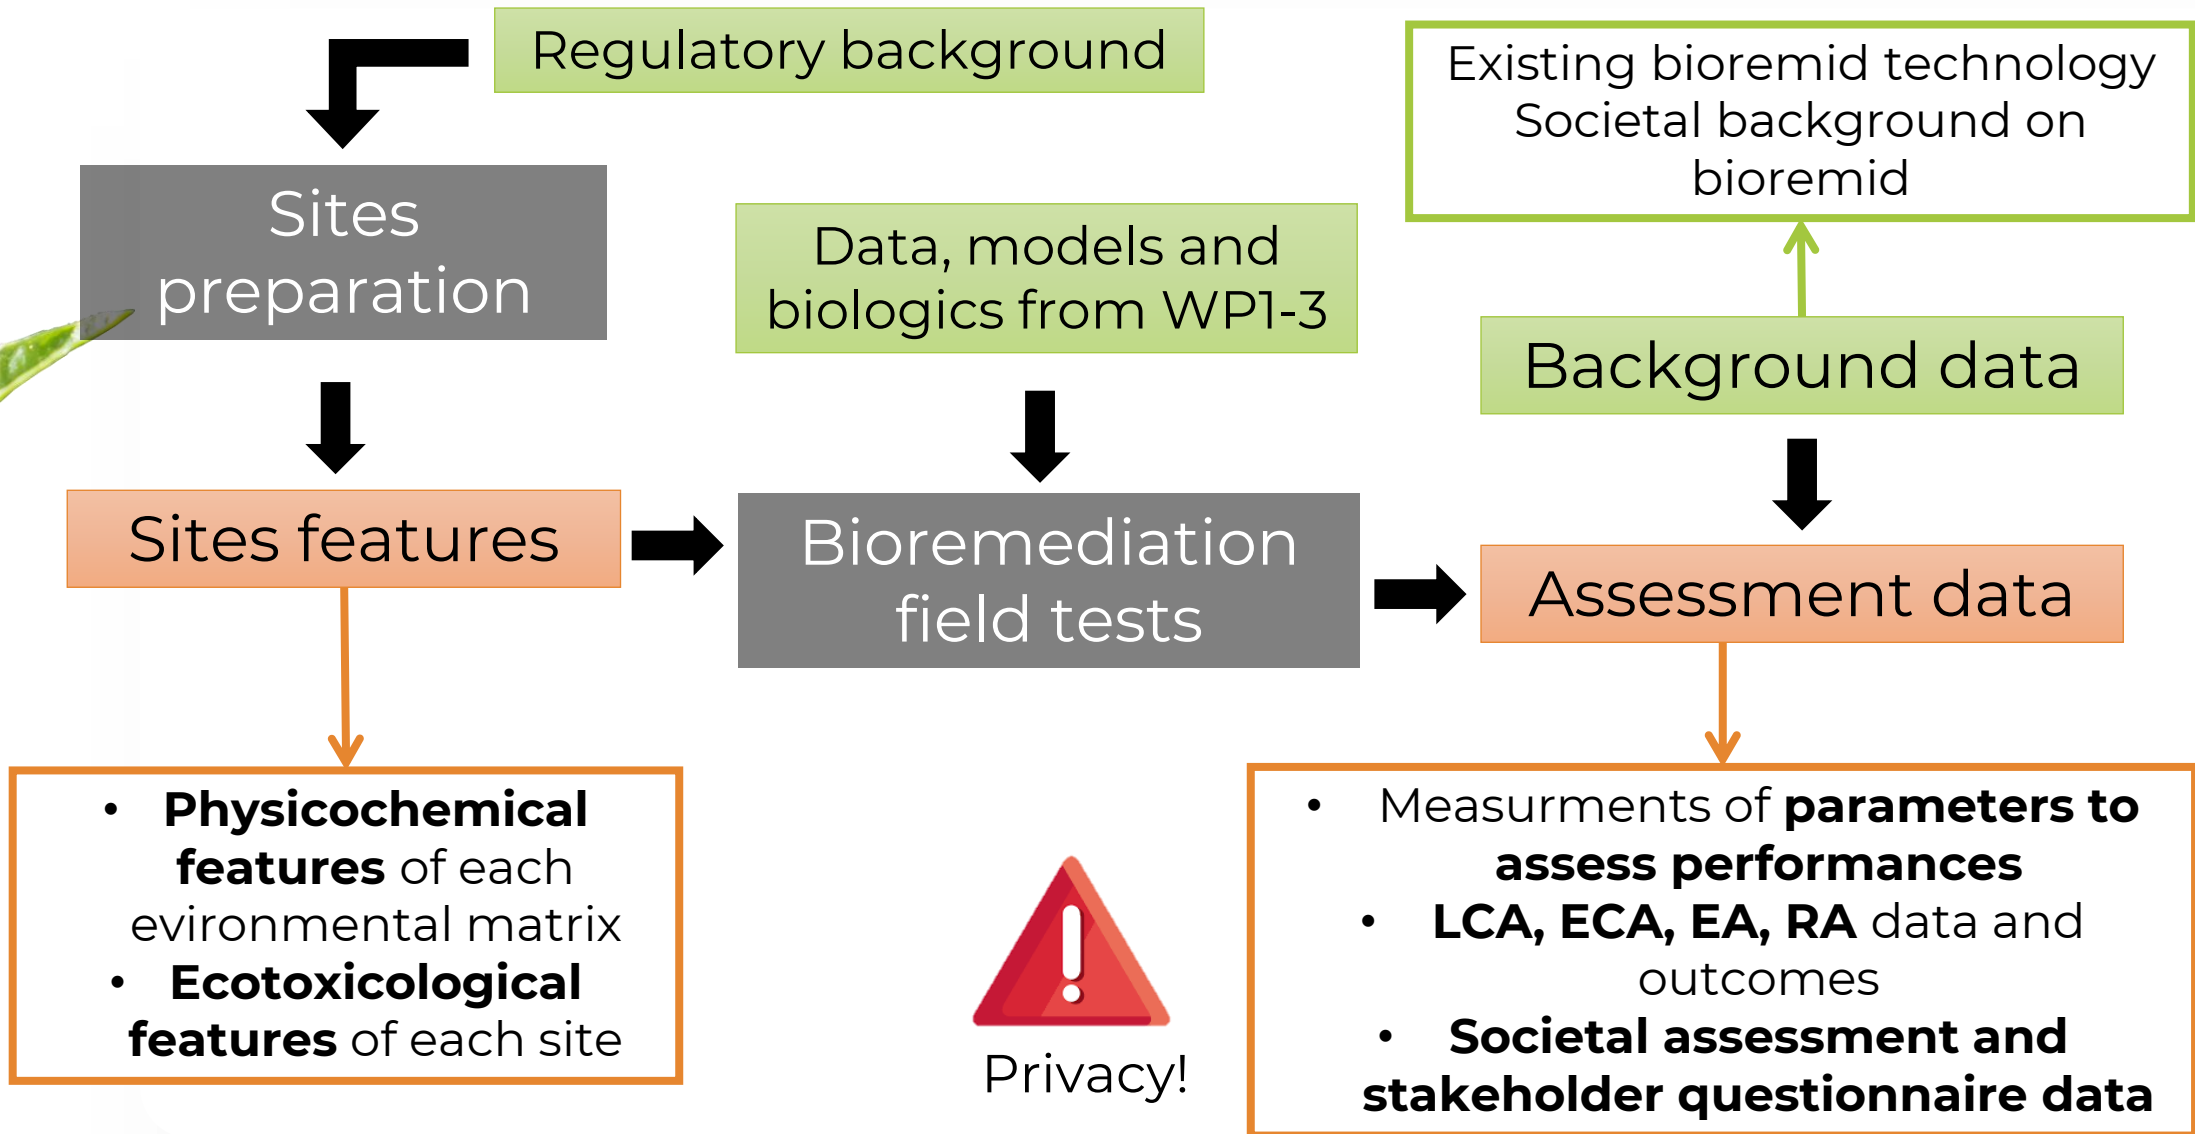 Regulatory background
Existing bioremid technology
Societal background on
bioremid
Sites
preparation
Data, models and
biologics from WP1-3
Background data
Sites features
Bioremediation
field tests
Assessment data
• Physicochemical
features of each
evironmental matrix
• Ecotoxicological
features of each site
Privacy!
• Measurments of parameters to
assess performances
• LCA, ECA, EA, RA data and
outcomes
• Societal assessment and
stakeholder questionnaire data